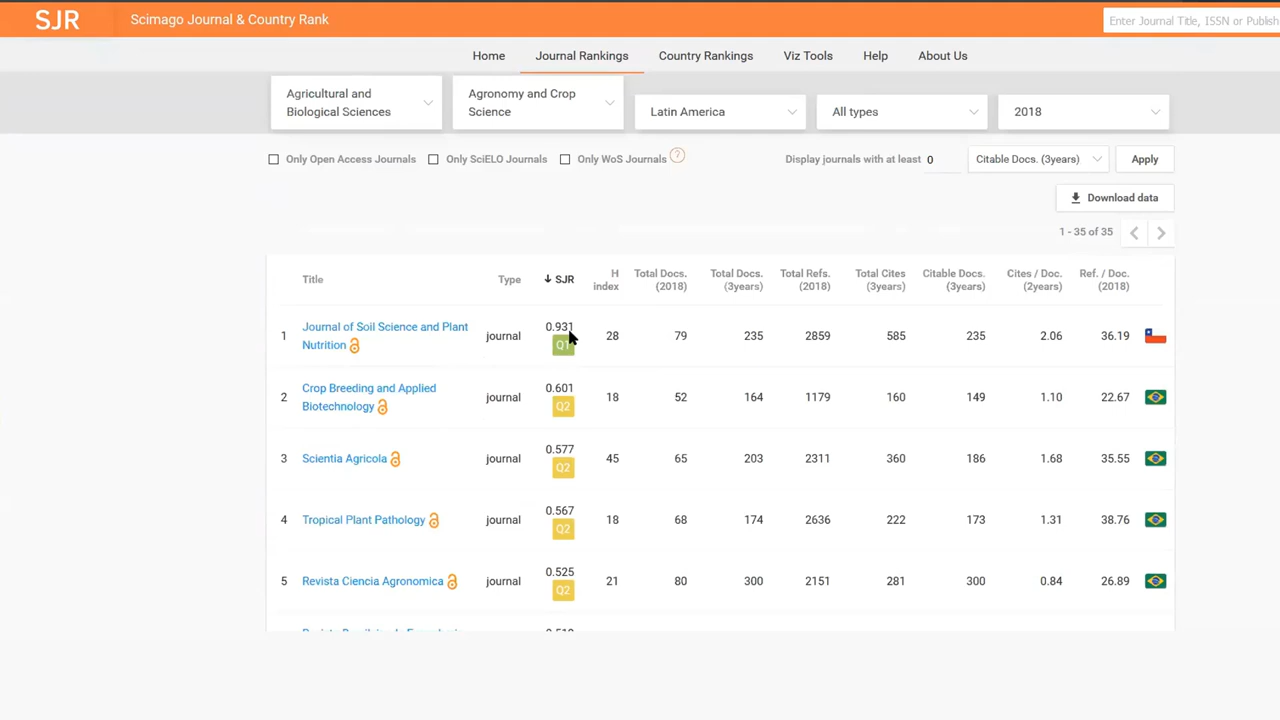 SJR
Scimago Journal & Country Rank
Enter Journal Title, ISSN or Publish
Home Journal Rankings Country Rankings Viz Tools Help About Us
Agricultural and
Biological Sciences
Agronomy and Crop
Science
Latin America
All types
2018
Only Open Access Journals Only SciELO Journals Only WoS Journals ?
Display journals with at least 0 Citable Docs. (3years) Apply
Download data
1 - 35 of 35
Title Type SJR H index Total Docs. (2018) Total Docs. (3years) Total Refs. (2018) Total Cites (3years) Citable Docs. (3years) Cites / Doc. (2years) Ref. / Doc. (2018)
1 Journal of Soil Science and Plant Nutrition journal 0.931 Q1 28 79 235 2859 585 235 2.06 36.19
2 Crop Breeding and Applied Biotechnology journal 0.601 Q2 18 52 164 1179 160 149 1.10 22.67
3 Scientia Agricola journal 0.577 Q2 45 65 203 2311 360 186 1.68 35.55
4 Tropical Plant Pathology journal 0.567 Q2 18 68 174 2636 222 173 1.31 38.76
5 Revista Ciencia Agronomica journal 0.525 Q2 21 80 300 2151 281 300 0.84 26.89